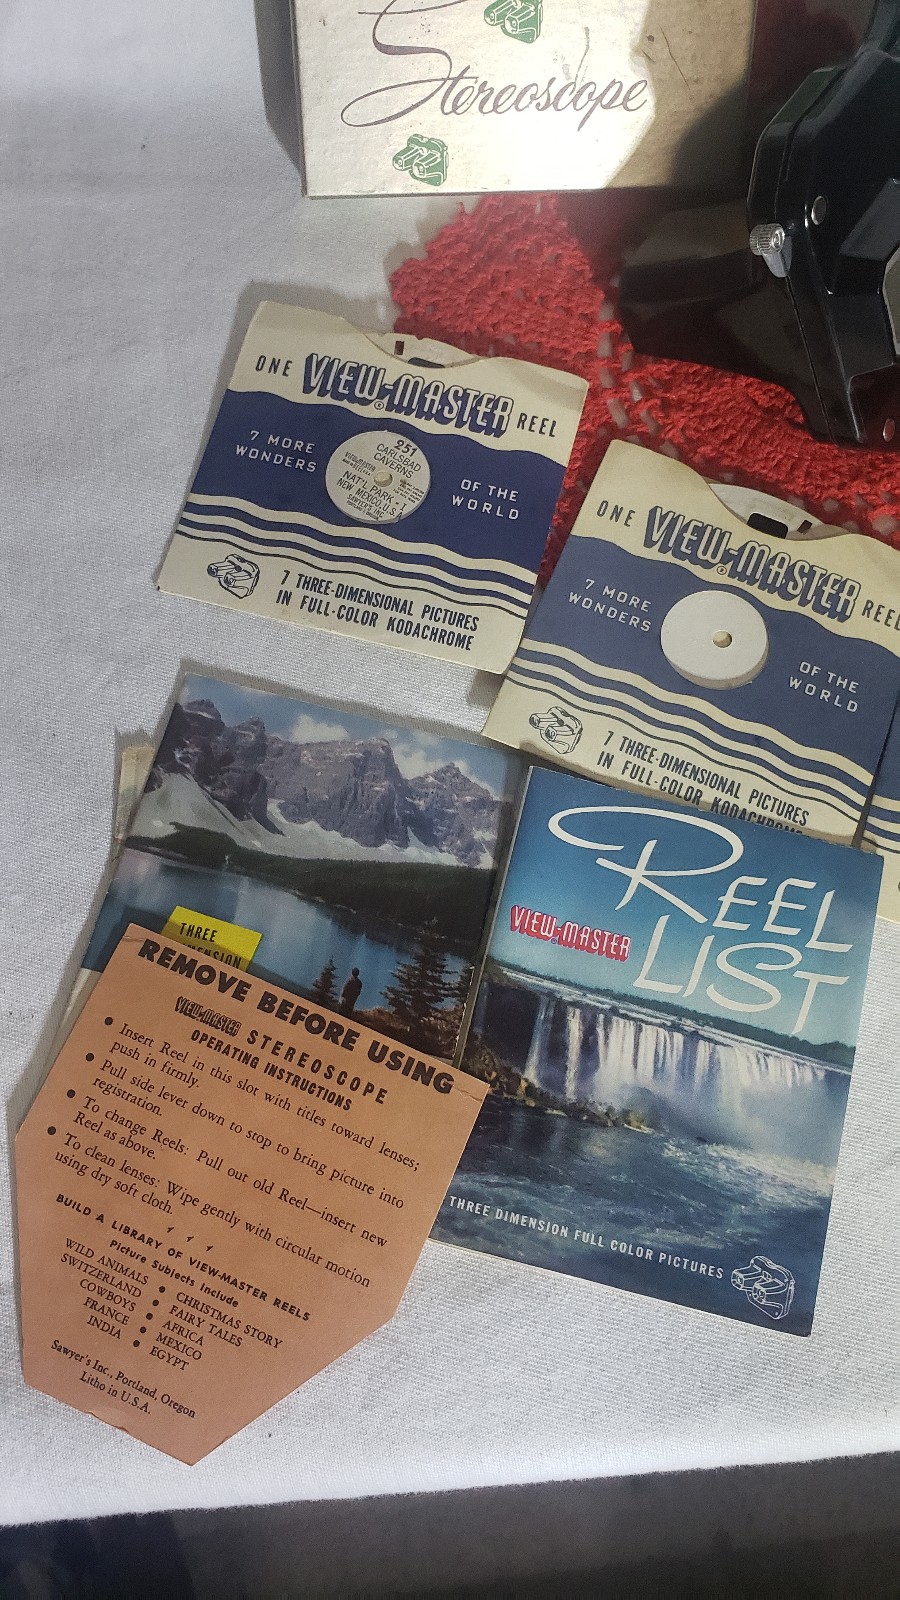 Stereoscope
ONE VIEW-MASTER® REEL
7 MORE
WONDERS
251
CARLSBAD
CAVERNS
VIEW-MASTER
NAT'L PARK - I
NEW MEXICO, U.S.A.
SAWYER'S INC.
OF THE
WORLD
7 THREE-DIMENSIONAL PICTURES
IN FULL-COLOR KODACHROME
ONE VIEW-MASTER® REEL
7 MORE
WONDERS
OF THE
WORLD
7 THREE-DIMENSIONAL PICTURES
IN FULL-COLOR KODACHROME
THREE
REEL
LIST
VIEW-MASTER
THREE DIMENSION FULL COLOR PICTURES
REMOVE BEFORE USING
VIEW-MASTER STEREOSCOPE
OPERATING INSTRUCTIONS
• Insert Reel in this slot with titles toward lenses;
push in firmly.
• Pull side lever down to stop to bring picture into
registration.
• To change Reels: Pull out old Reel—insert new
Reel as above.
• To clean lenses: Wipe gently with circular motion
using dry soft cloth.
BUILD A LIBRARY OF VIEW-MASTER REELS
Picture Subjects Include
WILD ANIMALS • CHRISTMAS STORY
SWITZERLAND • FAIRY TALES
COWBOYS • AFRICA
FRANCE • MEXICO
INDIA • EGYPT
Sawyer's Inc., Portland, Oregon
Litho in U.S.A.